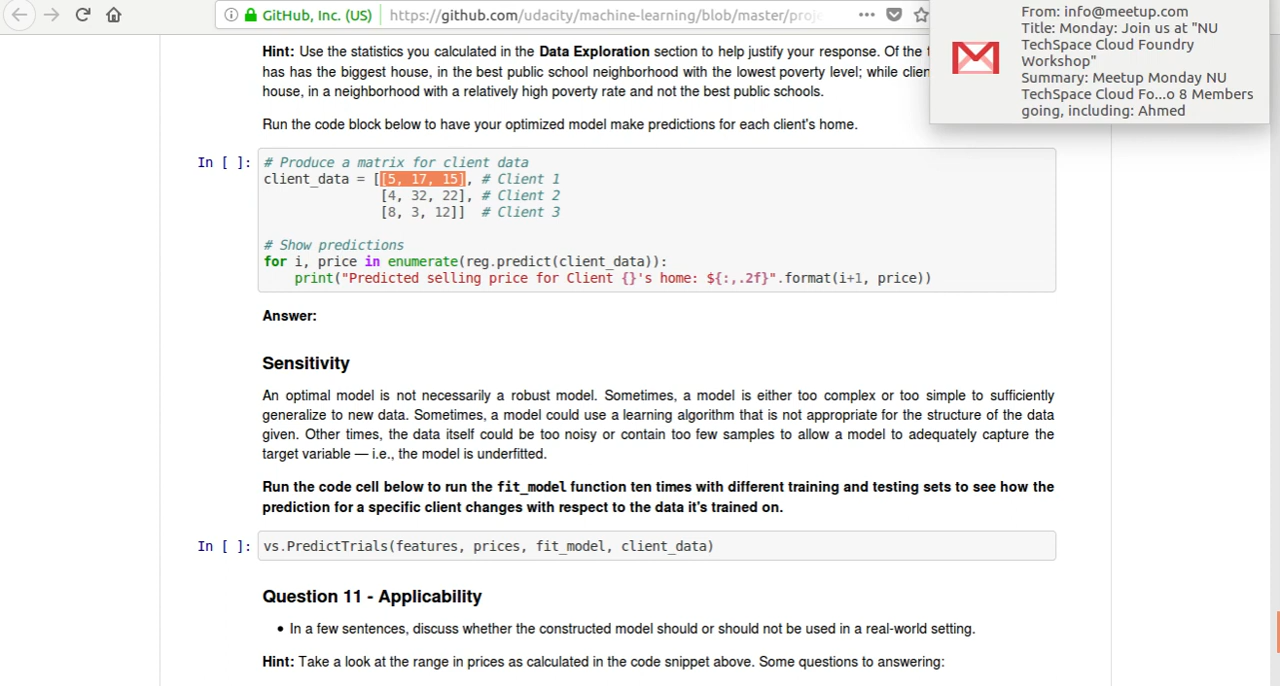 GitHub, Inc. (US)
https://github.com/udacity/machine-learning/blob/master/proj
From: info@meetup.com
Title: Monday: Join us at "NU
TechSpace Cloud Foundry
Workshop"
Summary: Meetup Monday NU
TechSpace Cloud Fo...o 8 Members
going, including: Ahmed
Hint: Use the statistics you calculated in the Data Exploration section to help justify your response. Of the
has has the biggest house, in the best public school neighborhood with the lowest poverty level; while
house, in a neighborhood with a relatively high poverty rate and not the best public schools.
Run the code block below to have your optimized model make predictions for each client's home.
In [ ]:
# Produce a matrix for client data
client_data = [[5, 17, 15], # Client 1
[4, 32, 22], # Client 2
[8, 3, 12]] # Client 3
# Show predictions
for i, price in enumerate(reg.predict(client_data)):
print("Predicted selling price for Client {}'s home: ${:,.2f}".format(i+1, price))
Answer:
Sensitivity
An optimal model is not necessarily a robust model. Sometimes, a model is either too complex or too simple to sufficiently
generalize to new data. Sometimes, a model could use a learning algorithm that is not appropriate for the structure of the data
given. Other times, the data itself could be too noisy or contain too few samples to allow a model to adequately capture the
target variable — i.e., the model is underfitted.
Run the code cell below to run the fit_model function ten times with different training and testing sets to see how the
prediction for a specific client changes with respect to the data it's trained on.
In [ ]: vs.PredictTrials(features, prices, fit_model, client_data)
Question 11 - Applicability
• In a few sentences, discuss whether the constructed model should or should not be used in a real-world setting.
Hint: Take a look at the range in prices as calculated in the code snippet above. Some questions to answering: